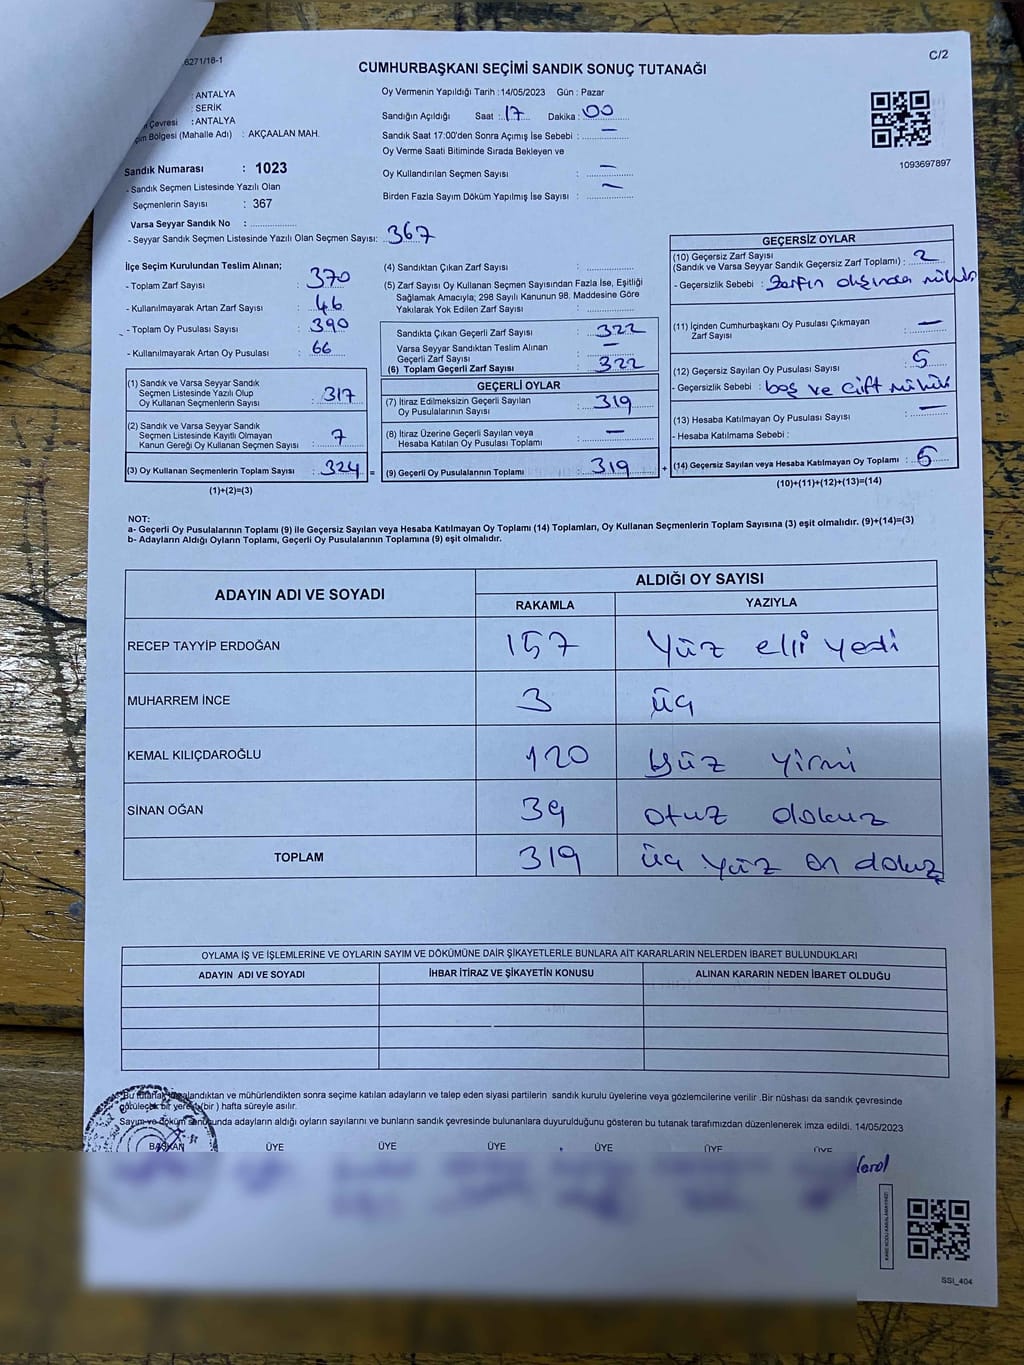 6271/18-1
C/2
CUMHURBAŞKANI SEÇİMİ SANDIK SONUÇ TUTANAĞI
: ANTALYA
: SERİK
Çevresi : ANTALYA
Bölgesi (Mahalle Adı) : AKÇAALAN MAH.
Sandık Numarası : 1023
- Sandık Seçmen Listesinde Yazılı Olan
Seçmenlerin Sayısı : 367
Varsa Seyyar Sandık No : ..............
- Seyyar Sandık Seçmen Listesinde Yazılı Olan Seçmen Sayısı: 367
Oy Vermenin Yapıldığı Tarih : 14/05/2023 Gün : Pazar
Sandığın Açıldığı Saat : 17 Dakika : 00
Sandık Saat 17:00'den Sonra Açımış İse Sebebi : —
Oy Verme Saati Bitiminde Sırada Bekleyen ve
Oy Kullandırılan Seçmen Sayısı : —
Birden Fazla Sayım Döküm Yapılmış İse Sayısı : —
1093697897
İlçe Seçim Kurulundan Teslim Alınan;
- Toplam Zarf Sayısı : 370
- Kullanılmayarak Artan Zarf Sayısı : 46
- Toplam Oy Pusulası Sayısı : 390
- Kullanılmayarak Artan Oy Pusulası : 66
(1) Sandık ve Varsa Seyyar Sandık
Seçmen Listesinde Yazılı Olup
Oy Kullanan Seçmenlerin Sayısı : 317
(2) Sandık ve Varsa Seyyar Sandık
Seçmen Listesinde Kayıtlı Olmayan
Kanun Gereği Oy Kullanan Seçmen Sayısı : 7
(3) Oy Kullanan Seçmenlerin Toplam Sayısı : 324 =
(1)+(2)=(3)
(4) Sandıktan Çıkan Zarf Sayısı : ..............
(5) Zarf Sayısı Oy Kullanan Seçmen Sayısından Fazla İse, Eşitliği
Sağlamak Amacıyla; 298 Sayılı Kanunun 98. Maddesine Göre
Yakılarak Yok Edilen Zarf Sayısı : ..............
Sandıkta Çıkan Geçerli Zarf Sayısı : 322
Varsa Seyyar Sandıktan Teslim Alınan
Geçerli Zarf Sayısı : —
(6) Toplam Geçerli Zarf Sayısı : 322
GEÇERLİ OYLAR
(7) İtiraz Edilmeksizin Geçerli Sayılan
Oy Pusulalarının Sayısı : 319
(8) İtiraz Üzerine Geçerli Sayılan veya
Hesaba Katılan Oy Pusulası Toplamı : —
(9) Geçerli Oy Pusulalarının Toplamı : 319 +
GEÇERSİZ OYLAR
(10) Geçersiz Zarf Sayısı
(Sandık ve Varsa Seyyar Sandık Geçersiz Zarf Toplamı) : 2
- Geçersizlik Sebebi : Zarfın dışında mühür
(11) İçinden Cumhurbaşkanı Oy Pusulası Çıkmayan
Zarf Sayısı : —
(12) Geçersiz Sayılan Oy Pusulası Sayısı : 5
- Geçersizlik Sebebi : boş ve Çift mühür
(13) Hesaba Katılmayan Oy Pusulası Sayısı : —
- Hesaba Katılmama Sebebi :
(14) Geçersiz Sayılan veya Hesaba Katılmayan Oy Toplamı : 5
(10)+(11)+(12)+(13)=(14)
NOT:
a- Geçerli Oy Pusulalarının Toplamı (9) ile Geçersiz Sayılan veya Hesaba Katılmayan Oy Toplamı (14) Toplamları, Oy Kullanan Seçmenlerin Toplam Sayısına (3) eşit olmalıdır. (9)+(14)=(3)
b- Adayların Aldığı Oyların Toplamı, Geçerli Oy Pusulalarının Toplamına (9) eşit olmalıdır.
ADAYIN ADI VE SOYADI ALDIĞI OY SAYISI
RAKAMLA YAZIYLA
RECEP TAYYİP ERDOĞAN 157 Yüz elli yedi
MUHARREM İNCE 3 üç
KEMAL KILIÇDAROĞLU 120 yüz yirmi
SİNAN OĞAN 39 otuz dokuz
TOPLAM 319 üç yüz on dokuz
OYLAMA İŞ VE İŞLEMLERİNE VE OYLARIN SAYIM VE DÖKÜMÜNE DAİR ŞİKAYETLERLE BUNLARA AİT KARARLARIN NELERDEN İBARET BULUNDUKLARI
ADAYIN ADI VE SOYADI İHBAR İTİRAZ VE ŞİKAYETİN KONUSU ALINAN KARARIN NEDEN İBARET OLDUĞU
Bu tutanak imzalandıktan ve mühürlendikten sonra seçime katılan adayların ve talep eden siyasi partilerin sandık kurulu üyelerine veya gözlemcilerine verilir .Bir nüshası da sandık çevresinde
götülecek bir yerde (bir ) hafta süreyle asılır.
Sayım ve döküm sonucunda adayların aldığı oyların sayılarını ve bunların sandık çevresinde bulunanlara duyurulduğunu gösteren bu tutanak tarafımızdan düzenlenerek imza edildi. 14/05/2023
BAŞKAN ÜYE ÜYE ÜYE ÜYE ÜYE ÜYE
SSI_404